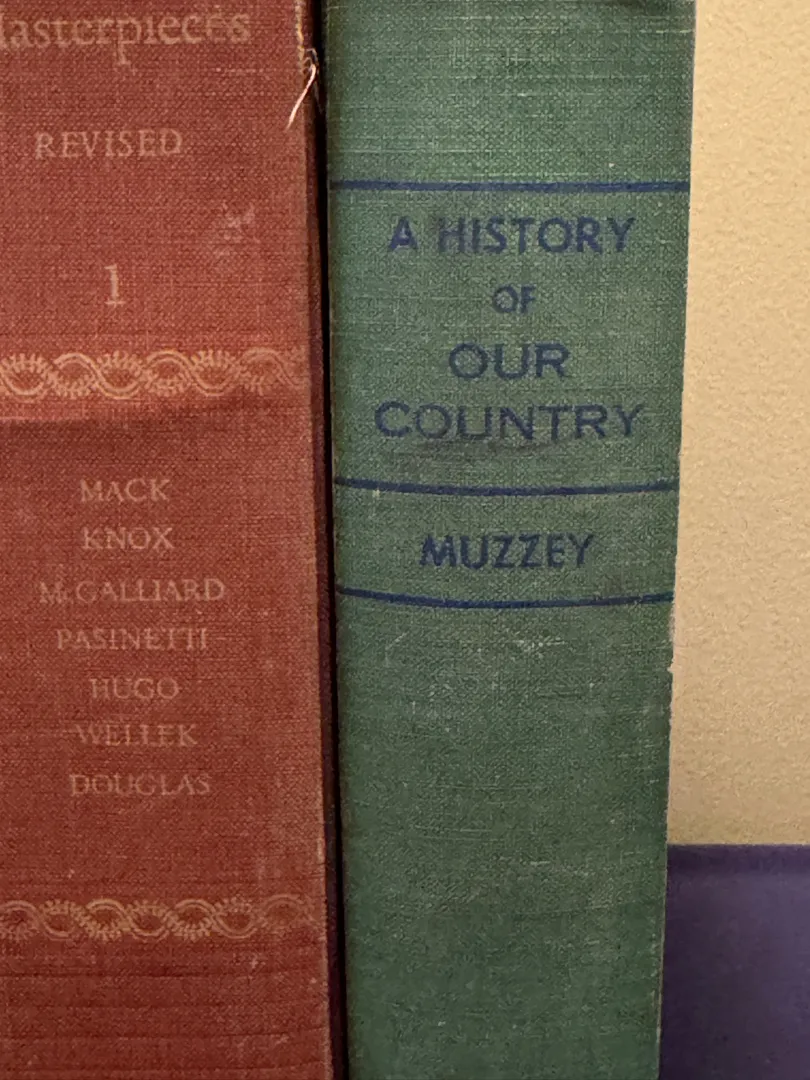 Masterpieces
REVISED
1
MACK
KNOX
McGALLIARD
PASINETTI
HUGO
WELLEK
DOUGLAS
A HISTORY
OF
OUR
COUNTRY
MUZZEY